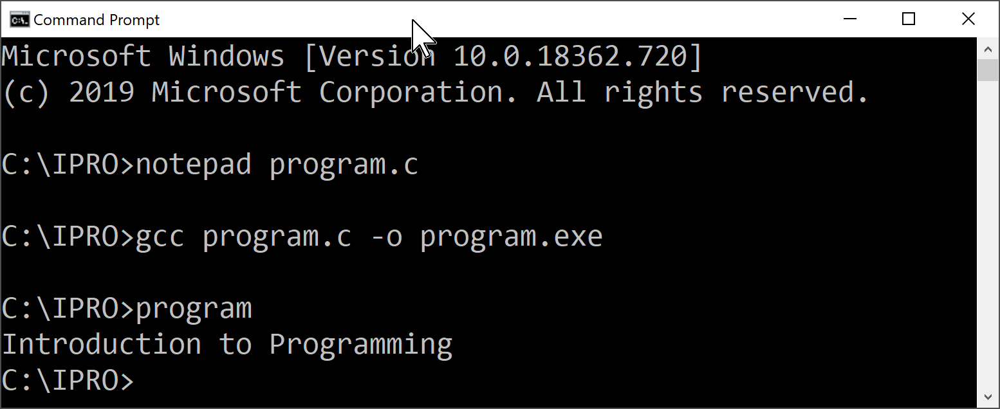 Command Prompt
Microsoft Windows [Version 10.0.18362.720]
(c) 2019 Microsoft Corporation. All rights reserved.
C:\IPRO>notepad program.c
C:\IPRO>gcc program.c -o program.exe
C:\IPRO>program
Introduction to Programming
C:\IPRO>